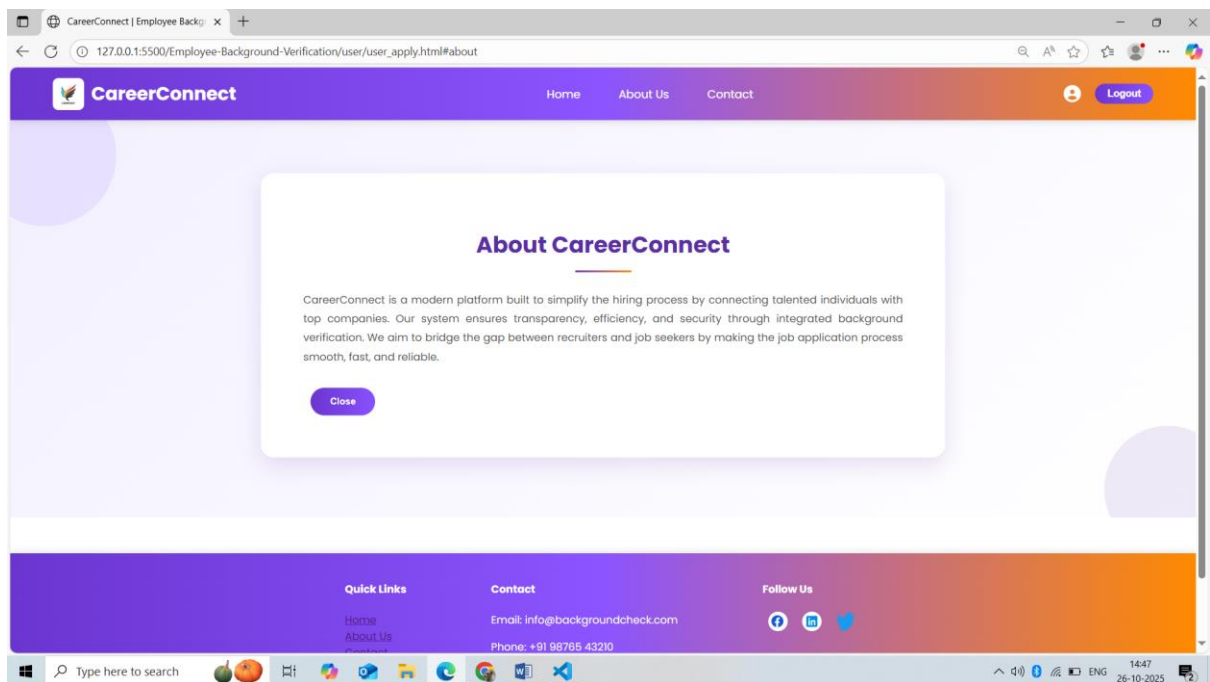 CareerConnect | Employee Backg
127.0.0.1:5500/Employee-Background-Verification/user/user_apply.html#about
CareerConnect
Home
About Us
Contact
Logout
About CareerConnect
CareerConnect is a modern platform built to simplify the hiring process by connecting talented individuals with
top companies. Our system ensures transparency, efficiency, and security through integrated background
verification. We aim to bridge the gap between recruiters and job seekers by making the job application process
smooth, fast, and reliable.
Close
Quick Links
Home
About Us
Contact
Contact
Email: info@backgroundcheck.com
Phone: +91 98765 43210
Follow Us
Type here to search
ENG
14:47
26-10-2025